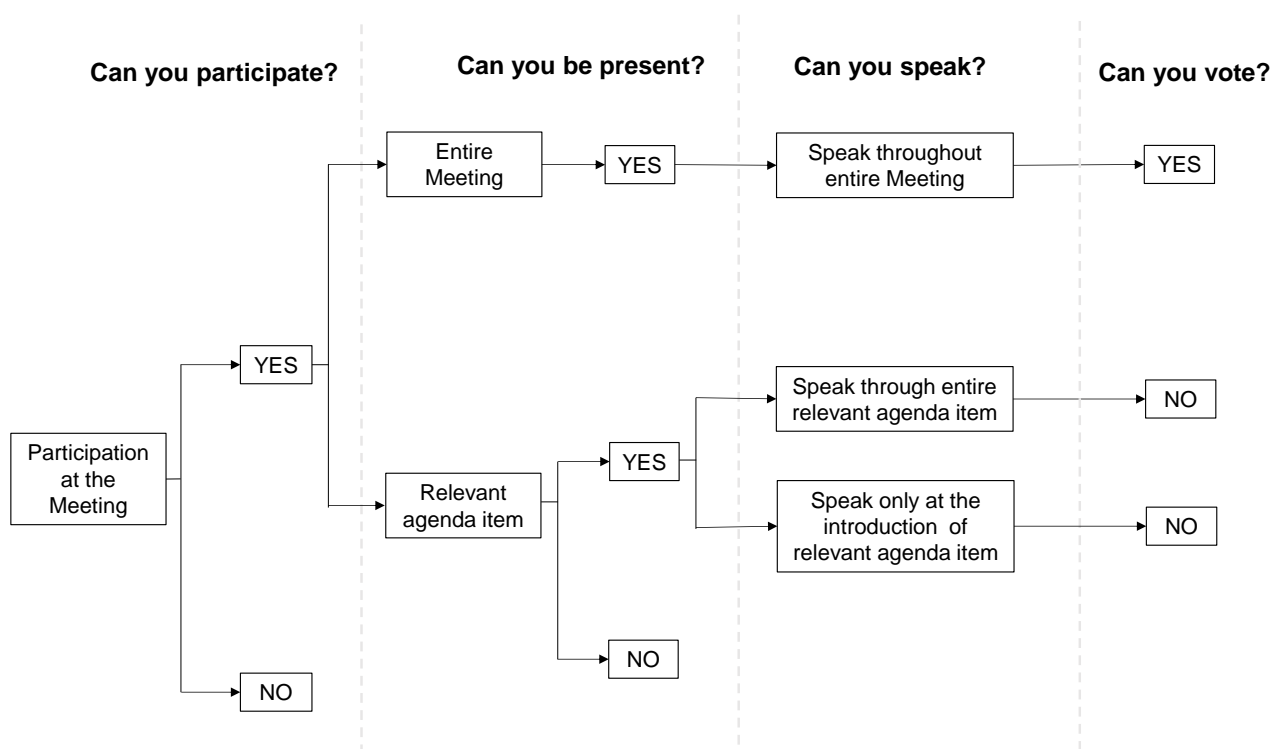 Can you participate?
Can you be present?
Can you speak?
Can you vote?
Entire
Meeting
YES
Speak throughout
entire Meeting
YES
YES
Speak through entire
relevant agenda item
NO
Participation
at the
Meeting
YES
Relevant
agenda item
Speak only at the
introduction of
relevant agenda item
NO
NO
NO